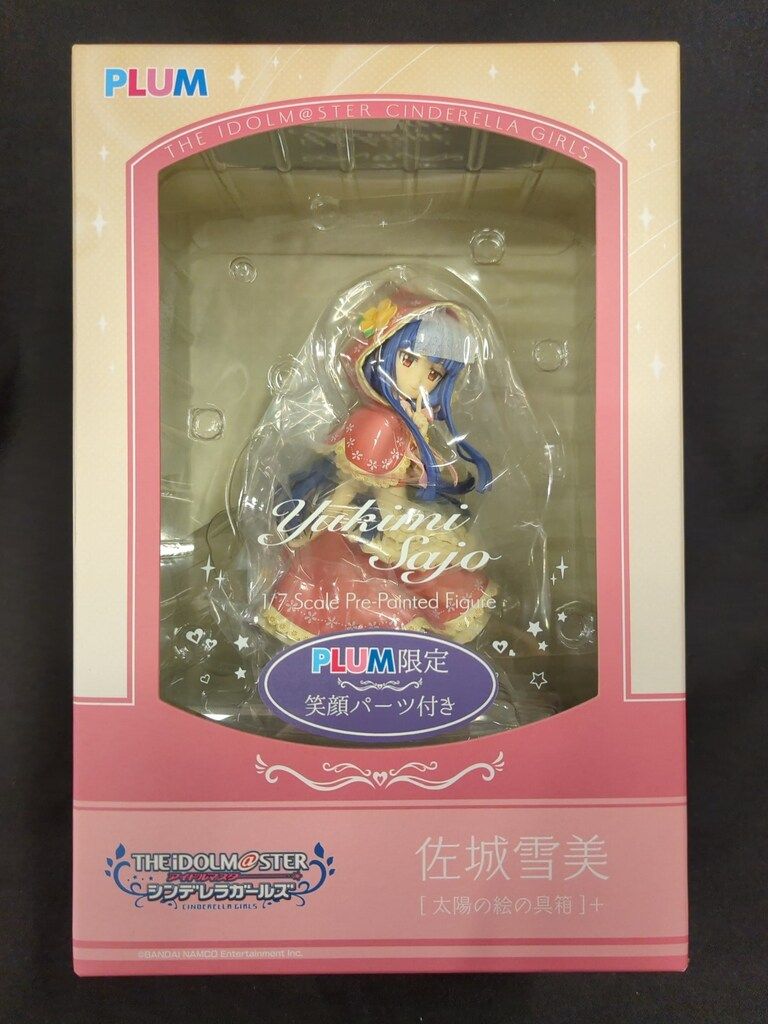 PLUM
THE IDOLM@STER CINDERELLA GIRLS
Yukimi
Sajo
1/7 Scale Pre-Painted Figure
PLUM限定
笑顔パーツ付き
THE iDOLM@STER
アイドルマスター
シンデレラガールズ
CINDERELLA GIRLS
佐城雪美
[ 太陽の絵の具箱 ]+
©BANDAI NAMCO Entertainment Inc.